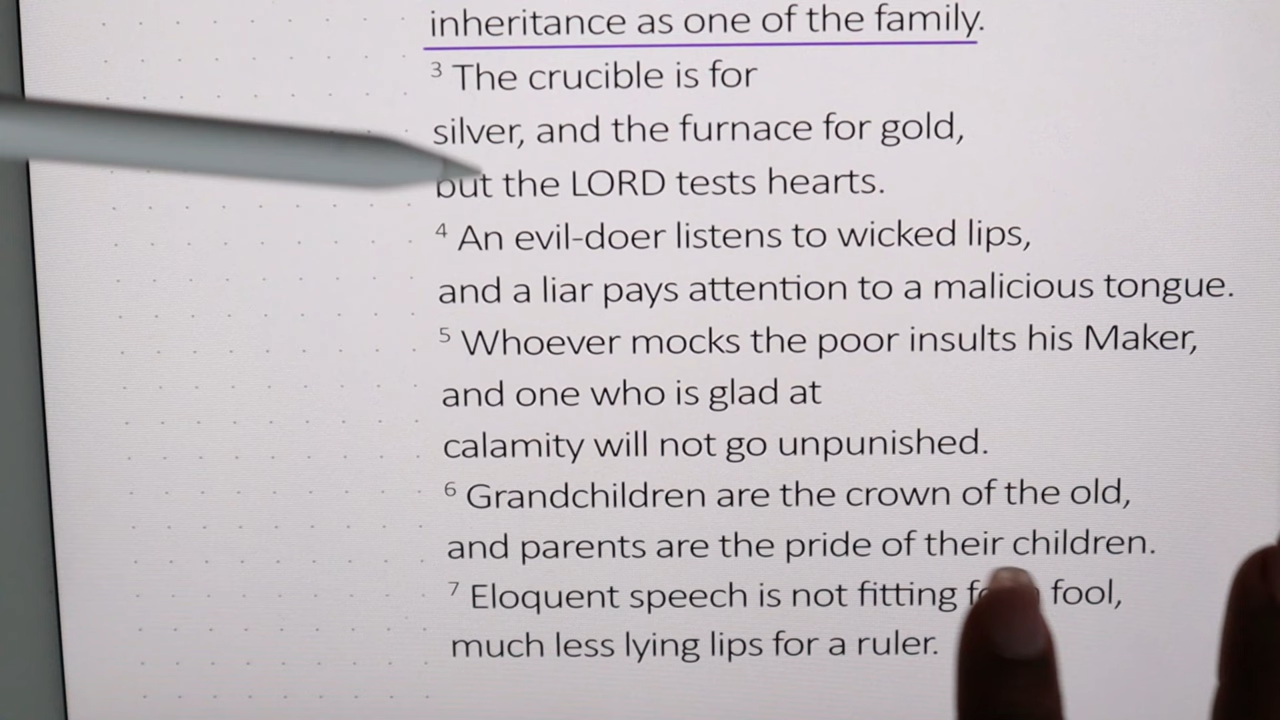 inheritance as one of the family.
3 The crucible is for
silver, and the furnace for gold,
but the LORD tests hearts.
4 An evil-doer listens to wicked lips,
and a liar pays attention to a malicious tongue.
5 Whoever mocks the poor insults his Maker,
and one who is glad at
calamity will not go unpunished.
6 Grandchildren are the crown of the old,
and parents are the pride of their children.
7 Eloquent speech is not fitting fool,
much less lying lips for a ruler.